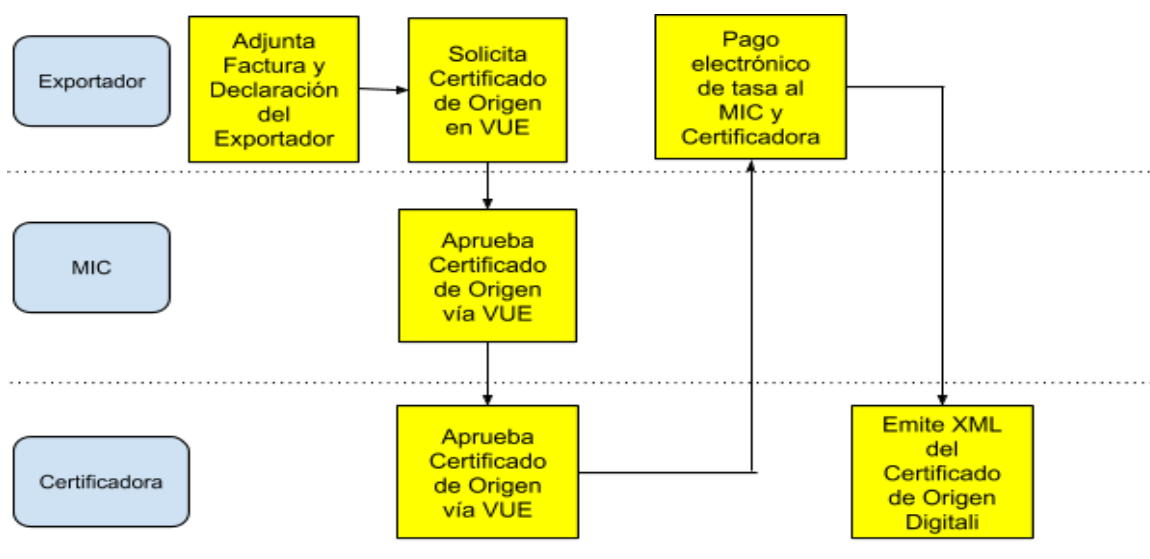 Exportador
Adjunta
Factura y
Declaración
del
Exportador
Solicita
Certificado
de Origen
en VUE
Pago
electrónico
de tasa al
MIC y
Certificadora
MIC
Aprueba
Certificado
de Origen
vía VUE
Certificadora
Aprueba
Certificado
de Origen
vía VUE
Emite XML
del
Certificado
de Origen
Digitali